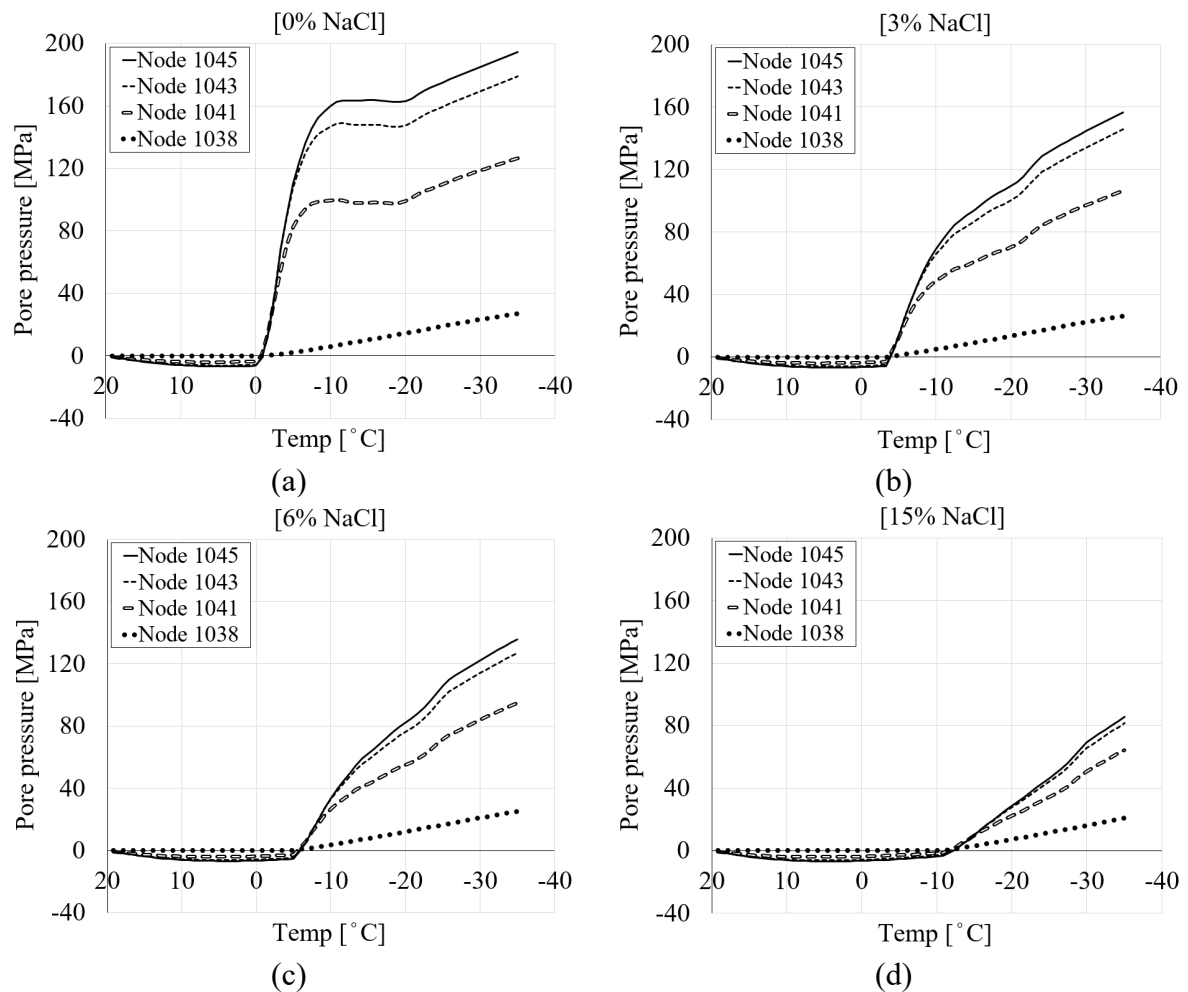 [0% NaCl]
200
160
120
80
40
0
-40
Pore pressure [MPa]
Node 1045
Node 1043
Node 1041
Node 1038
20 10 0 -10 -20 -30 -40
Temp [˚C]
(a)
[3% NaCl]
200
160
120
80
40
0
-40
Pore pressure [MPa]
Node 1045
Node 1043
Node 1041
Node 1038
20 10 0 -10 -20 -30 -40
Temp [˚C]
(b)
[6% NaCl]
200
160
120
80
40
0
-40
Pore pressure [MPa]
Node 1045
Node 1043
Node 1041
Node 1038
20 10 0 -10 -20 -30 -40
Temp [˚C]
(c)
[15% NaCl]
200
160
120
80
40
0
-40
Pore pressure [MPa]
Node 1045
Node 1043
Node 1041
Node 1038
20 10 0 -10 -20 -30 -40
Temp [˚C]
(d)